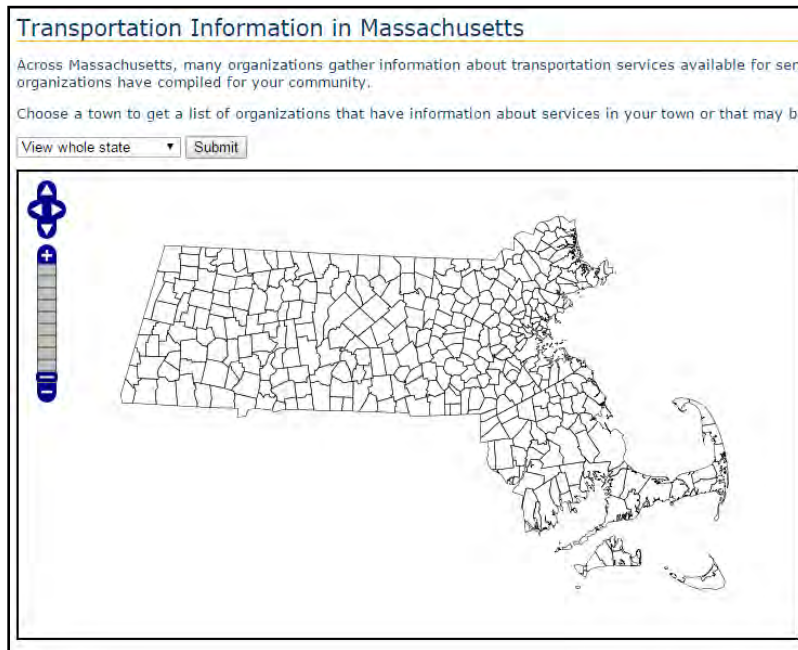 Transportation Information in Massachusetts
Across Massachusetts, many organizations gather information about transportation services available for
organizations have compiled for your community.
Choose a town to get a list of organizations that have information about services in your town or that may
View whole state
Submit